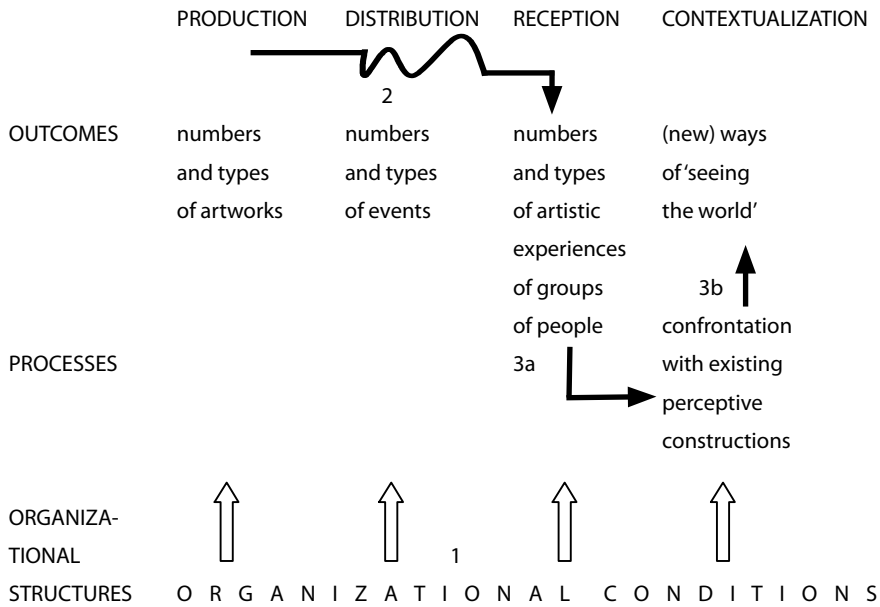 PRODUCTION DISTRIBUTION RECEPTION CONTEXTUALIZATION
2
OUTCOMES numbers numbers numbers (new) ways
and types and types and types of ‘seeing
of artworks of events of artistic the world’
experiences
of groups 3b
of people confrontation
PROCESSES 3a with existing
perceptive
constructions
ORGANIZA-
TIONAL 1
STRUCTURES O R G A N I Z A T I O N A L C O N D I T I O N S